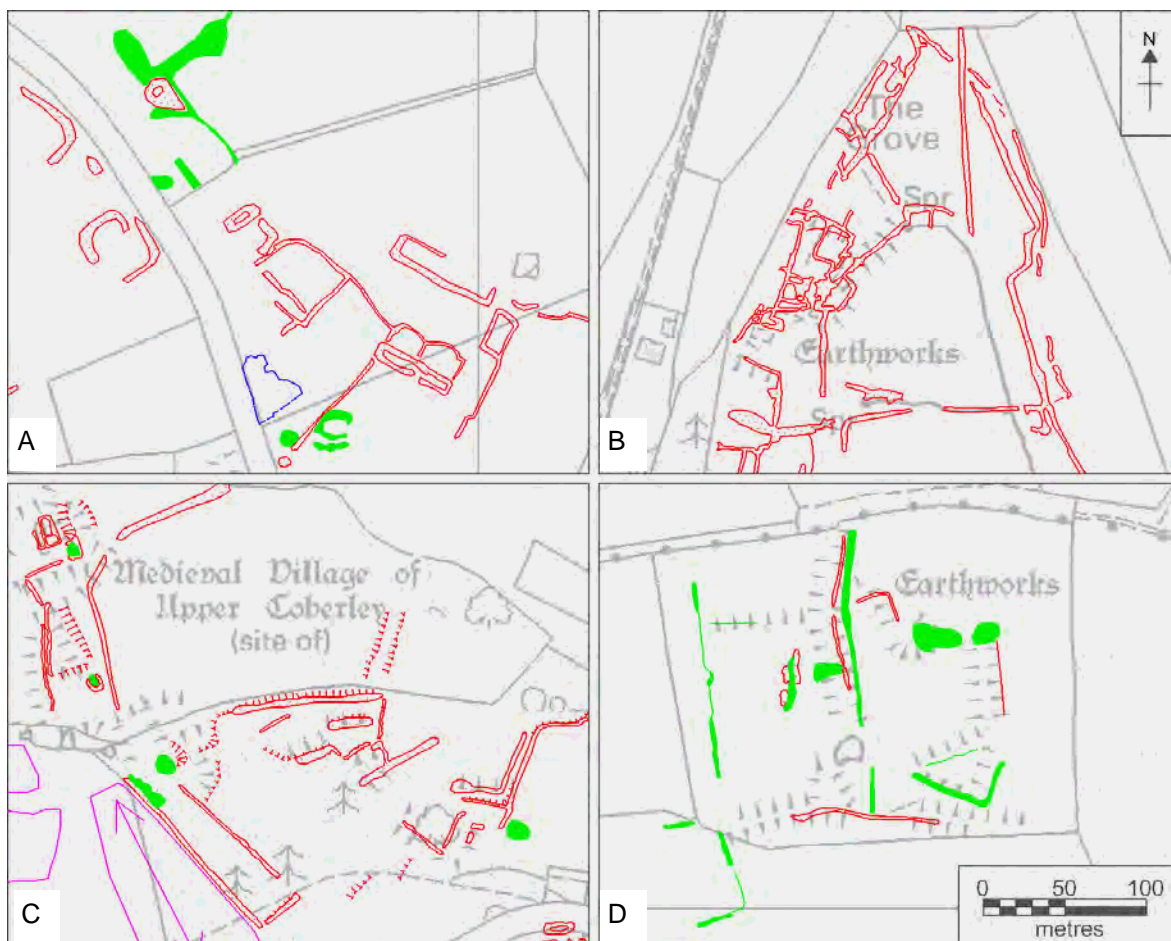 A
B
N
The
Grove
Spr
Earthworks
Spr
C
Medieval Village of
Upper Coberley
(site of)
D
Earthworks
0 50 100
metres